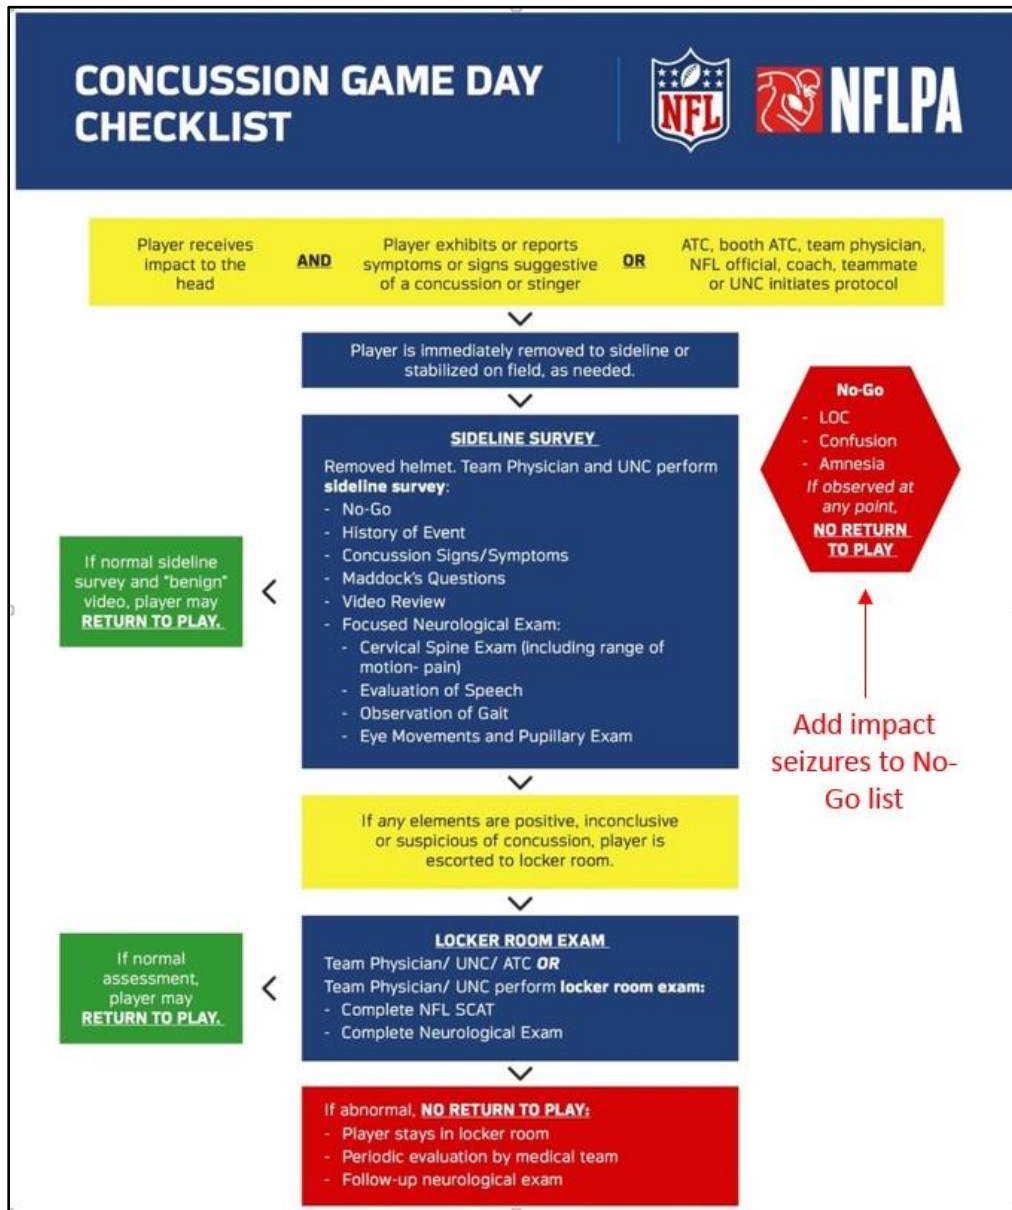 CONCUSSION GAME DAY
CHECKLIST
NFL
NFLPA
Player receives
impact to the
head
AND
Player exhibits or reports
symptoms or signs suggestive
of a concussion or stinger
OR
ATC, booth ATC, team physician,
NFL official, coach, teammate
or UNC initiates protocol
Player is immediately removed to sideline or
stabilized on field, as needed.
No-Go
- LOC
- Confusion
- Amnesia
If observed at
any point,
NO RETURN
TO PLAY
SIDELINE SURVEY
Removed helmet. Team Physician and UNC perform
sideline survey:
- No-Go
- History of Event
- Concussion Signs/Symptoms
- Maddock's Questions
- Video Review
- Focused Neurological Exam:
- Cervical Spine Exam (including range of
motion- pain)
- Evaluation of Speech
- Observation of Gait
- Eye Movements and Pupillary Exam
If normal sideline
survey and "benign"
video, player may
RETURN TO PLAY.
Add impact
seizures to No-
Go list
If any elements are positive, inconclusive
or suspicious of concussion, player is
escorted to locker room.
LOCKER ROOM EXAM
Team Physician/ UNC/ ATC OR
Team Physician/ UNC perform locker room exam:
- Complete NFL SCAT
- Complete Neurological Exam
If normal
assessment,
player may
RETURN TO PLAY.
If abnormal, NO RETURN TO PLAY:
- Player stays in locker room
- Periodic evaluation by medical team
- Follow-up neurological exam